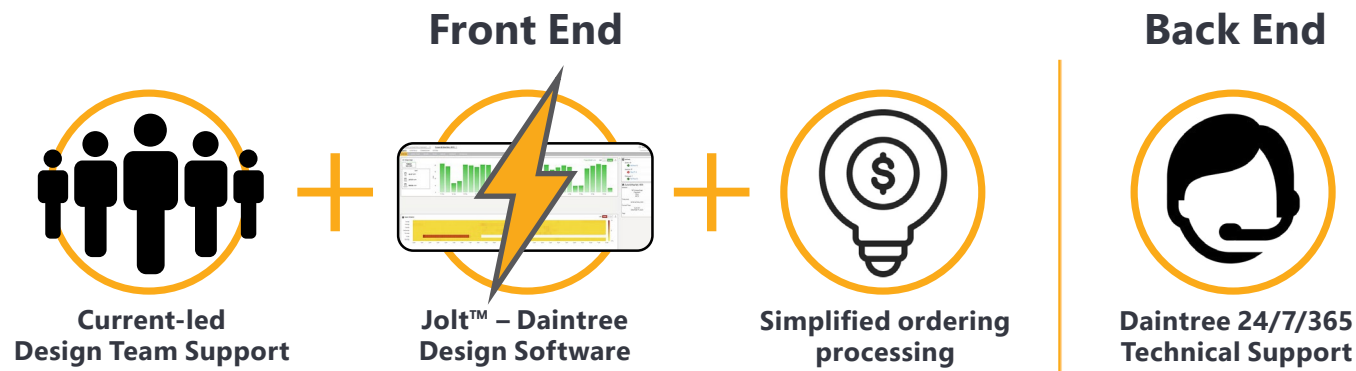 Front End
Back End
$
Current-led
Design Team Support
Jolt™ – Daintree
Design Software
Simplified ordering
processing
Daintree 24/7/365
Technical Support